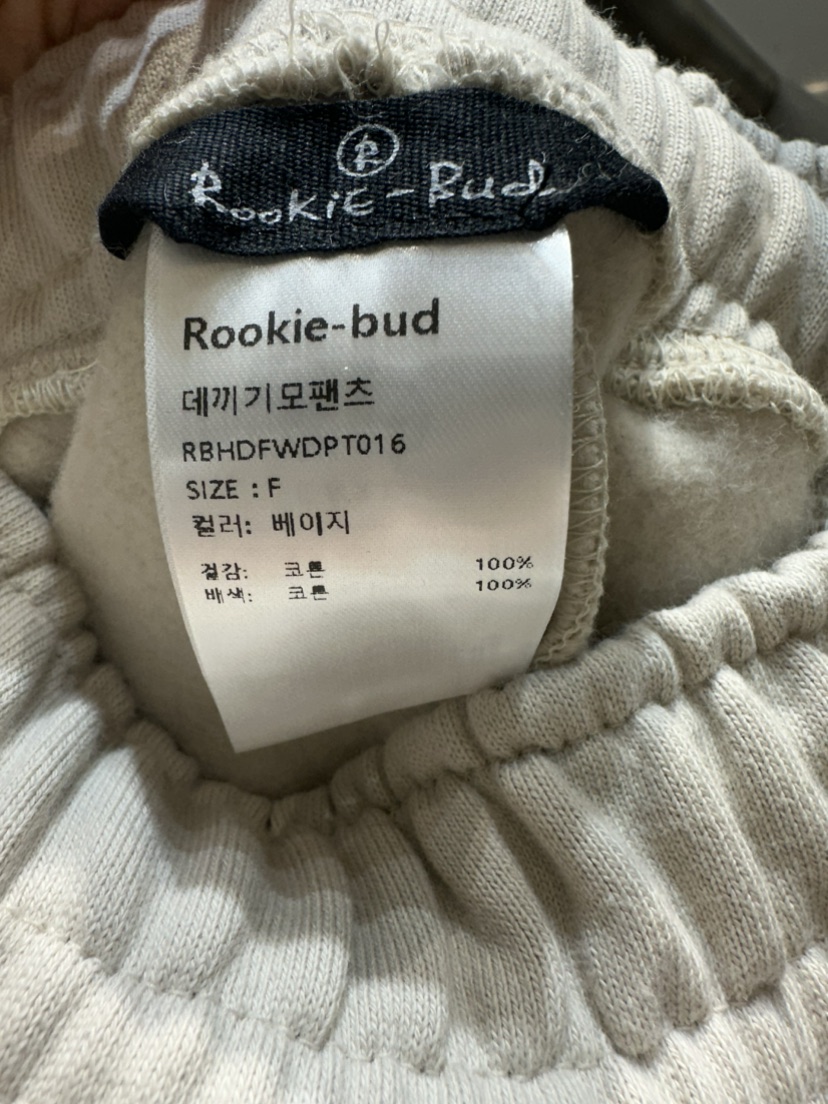 R
Rookie-Bud
Rookie-bud
데끼기모팬츠
RBHDFWDPT016
SIZE : F
컬러: 베이지
겉감: 코튼 100%
배색: 코튼 100%